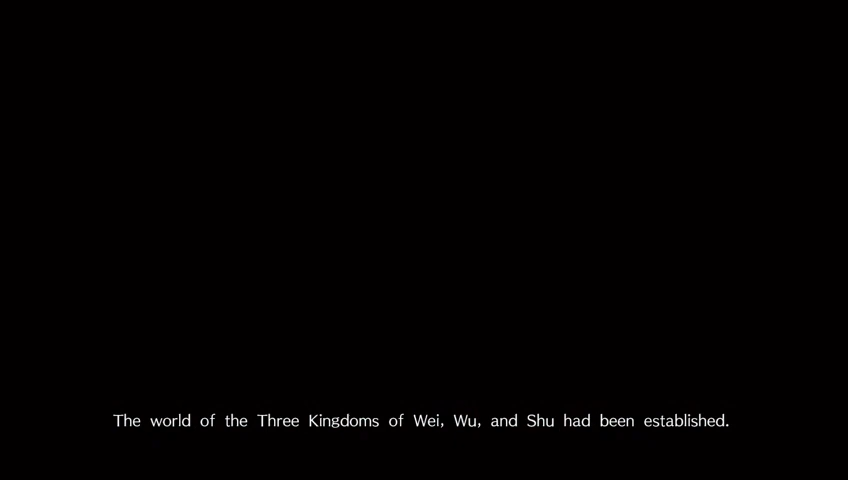 The world of the Three Kingdoms of Wei, Wu, and Shu had been established.